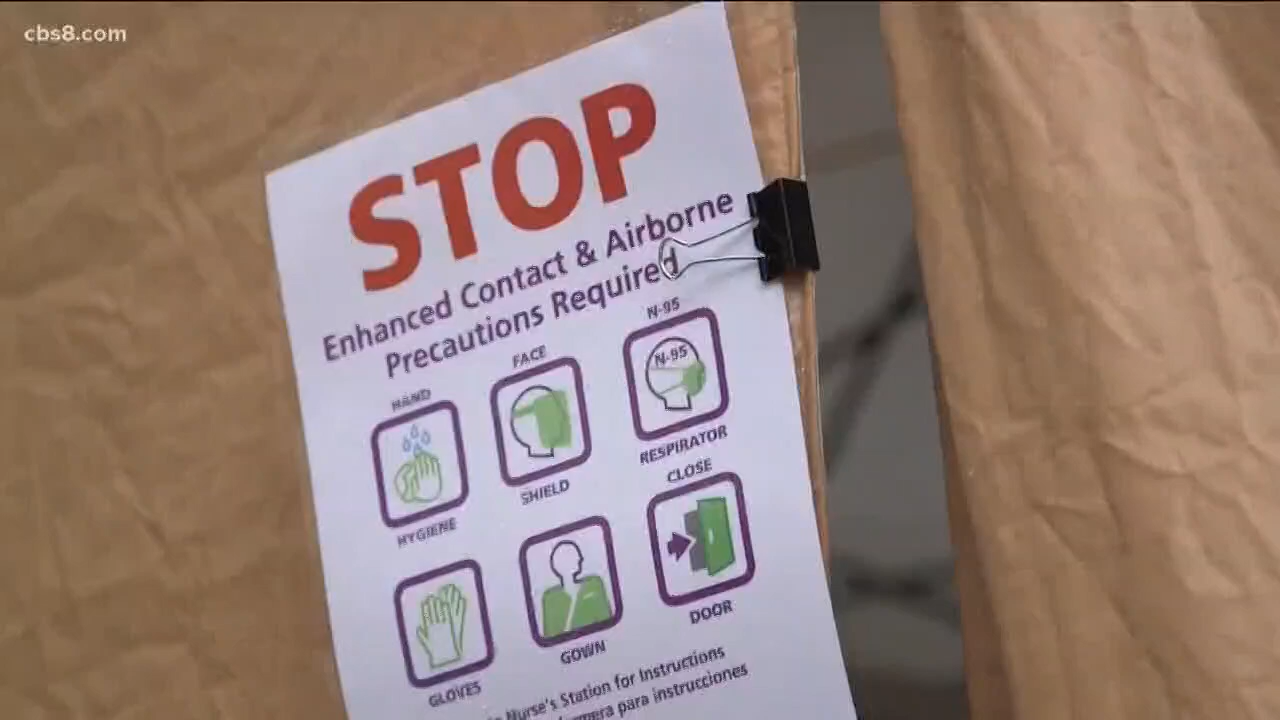 cbs8.com
STOP
Enhanced Contact & Airborne
Precautions Required
HAND
HYGIENE
FACE
SHIELD
N-95
N-95
RESPIRATOR
GLOVES
GOWN
CLOSE
DOOR
Nurse's Station for Instructions
para instrucciones